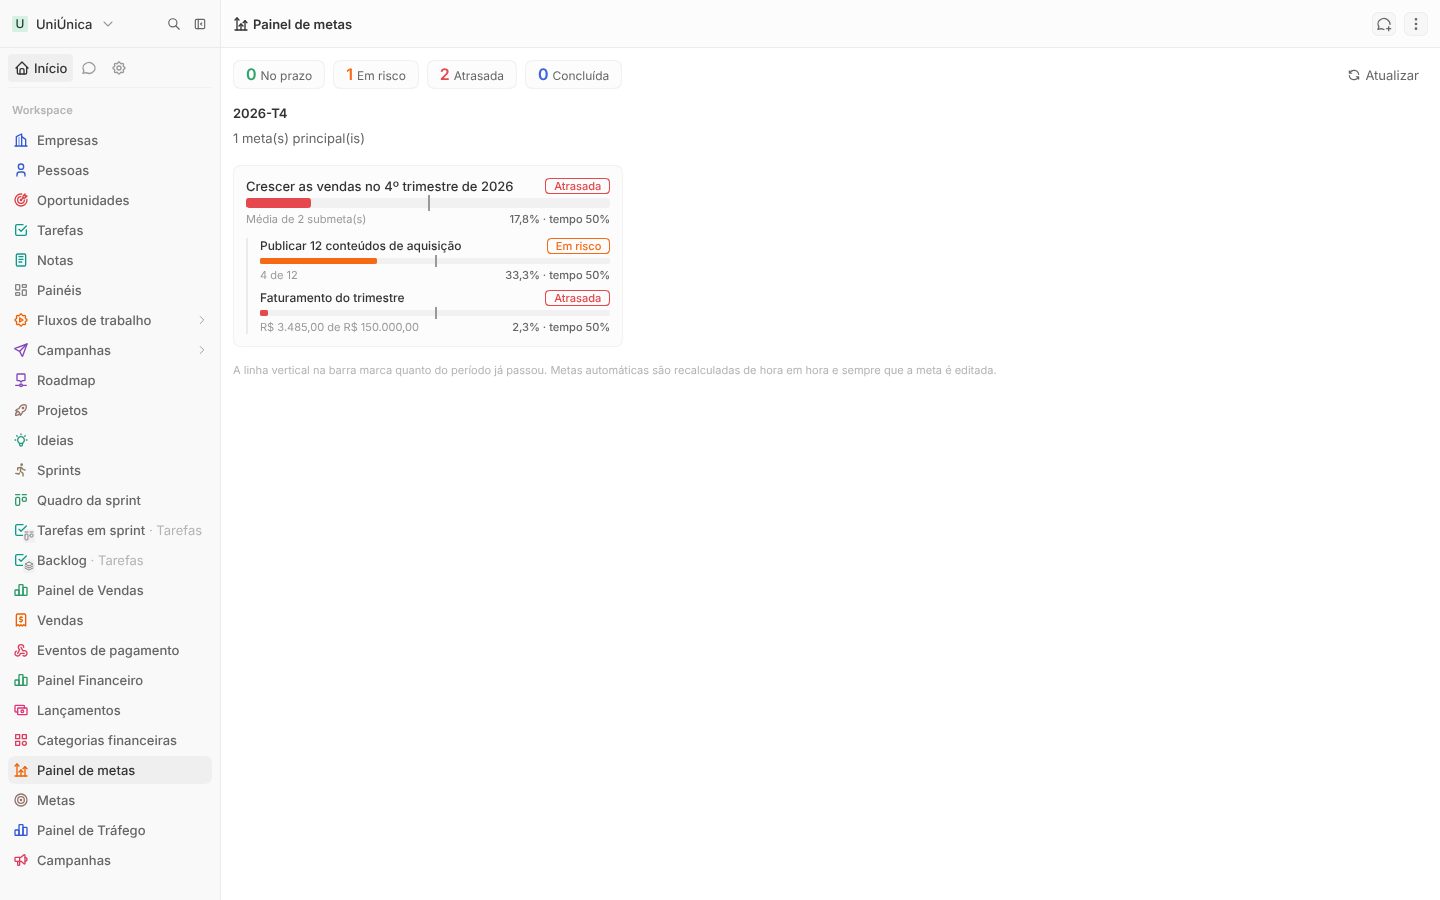 U UniÚnica
Painel de metas
Início
0 No prazo
1 Em risco
2 Atrasada
0 Concluída
Atualizar
Workspace
Empresas
Pessoas
Oportunidades
Tarefas
Notas
Painéis
Fluxos de trabalho
Campanhas
Roadmap
Projetos
Ideias
Sprints
Quadro da sprint
Tarefas em sprint · Tarefas
Backlog · Tarefas
Painel de Vendas
Vendas
Eventos de pagamento
Painel Financeiro
Lançamentos
Categorias financeiras
Painel de metas
Metas
Painel de Tráfego
Campanhas
2026-T4
1 meta(s) principal(is)
Crescer as vendas no 4º trimestre de 2026 Atrasada
Média de 2 submeta(s) 17,8% · tempo 50%
Publicar 12 conteúdos de aquisição Em risco
4 de 12 33,3% · tempo 50%
Faturamento do trimestre Atrasada
R$ 3.485,00 de R$ 150.000,00 2,3% · tempo 50%
A linha vertical na barra marca quanto do período já passou. Metas automáticas são recalculadas de hora em hora e sempre que a meta é editada.